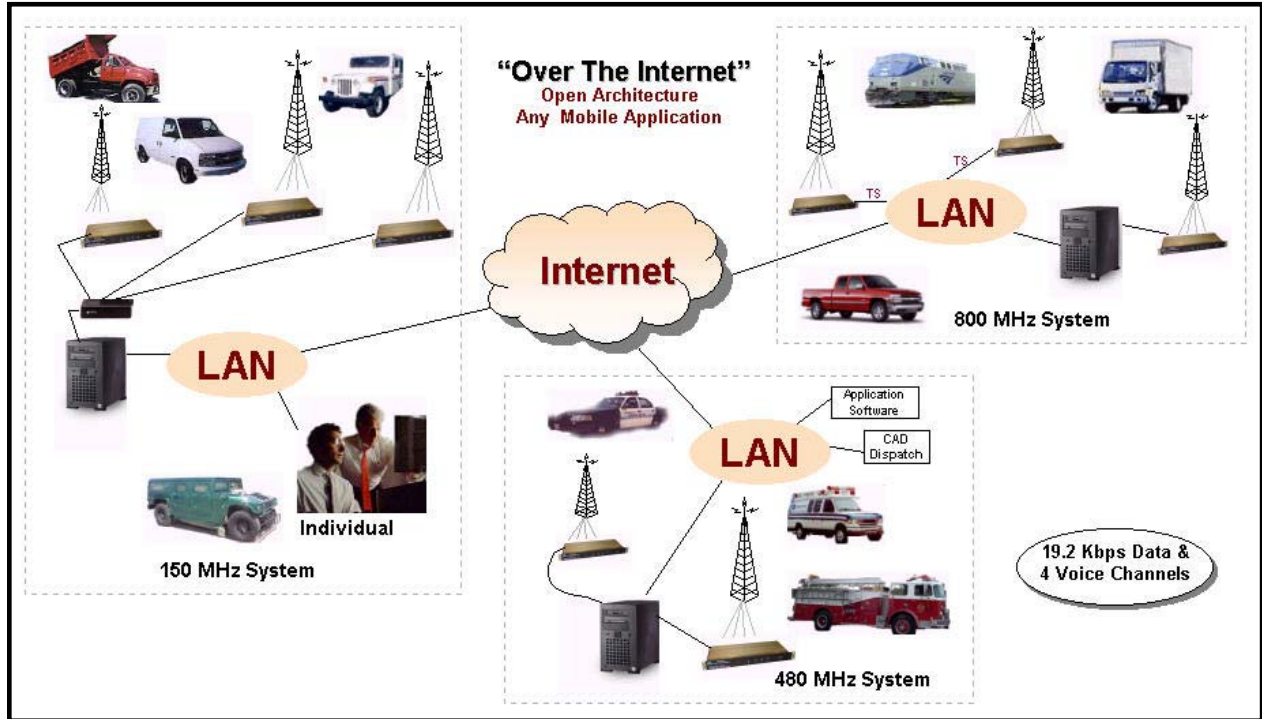 “Over The Internet”
Open Architecture
Any Mobile Application
TS
TS
LAN
Internet
800 MHz System
LAN
Individual
150 MHz System
Application
Software
LAN
CAD
Dispatch
19.2 Kbps Data &
4 Voice Channels
480 MHz System